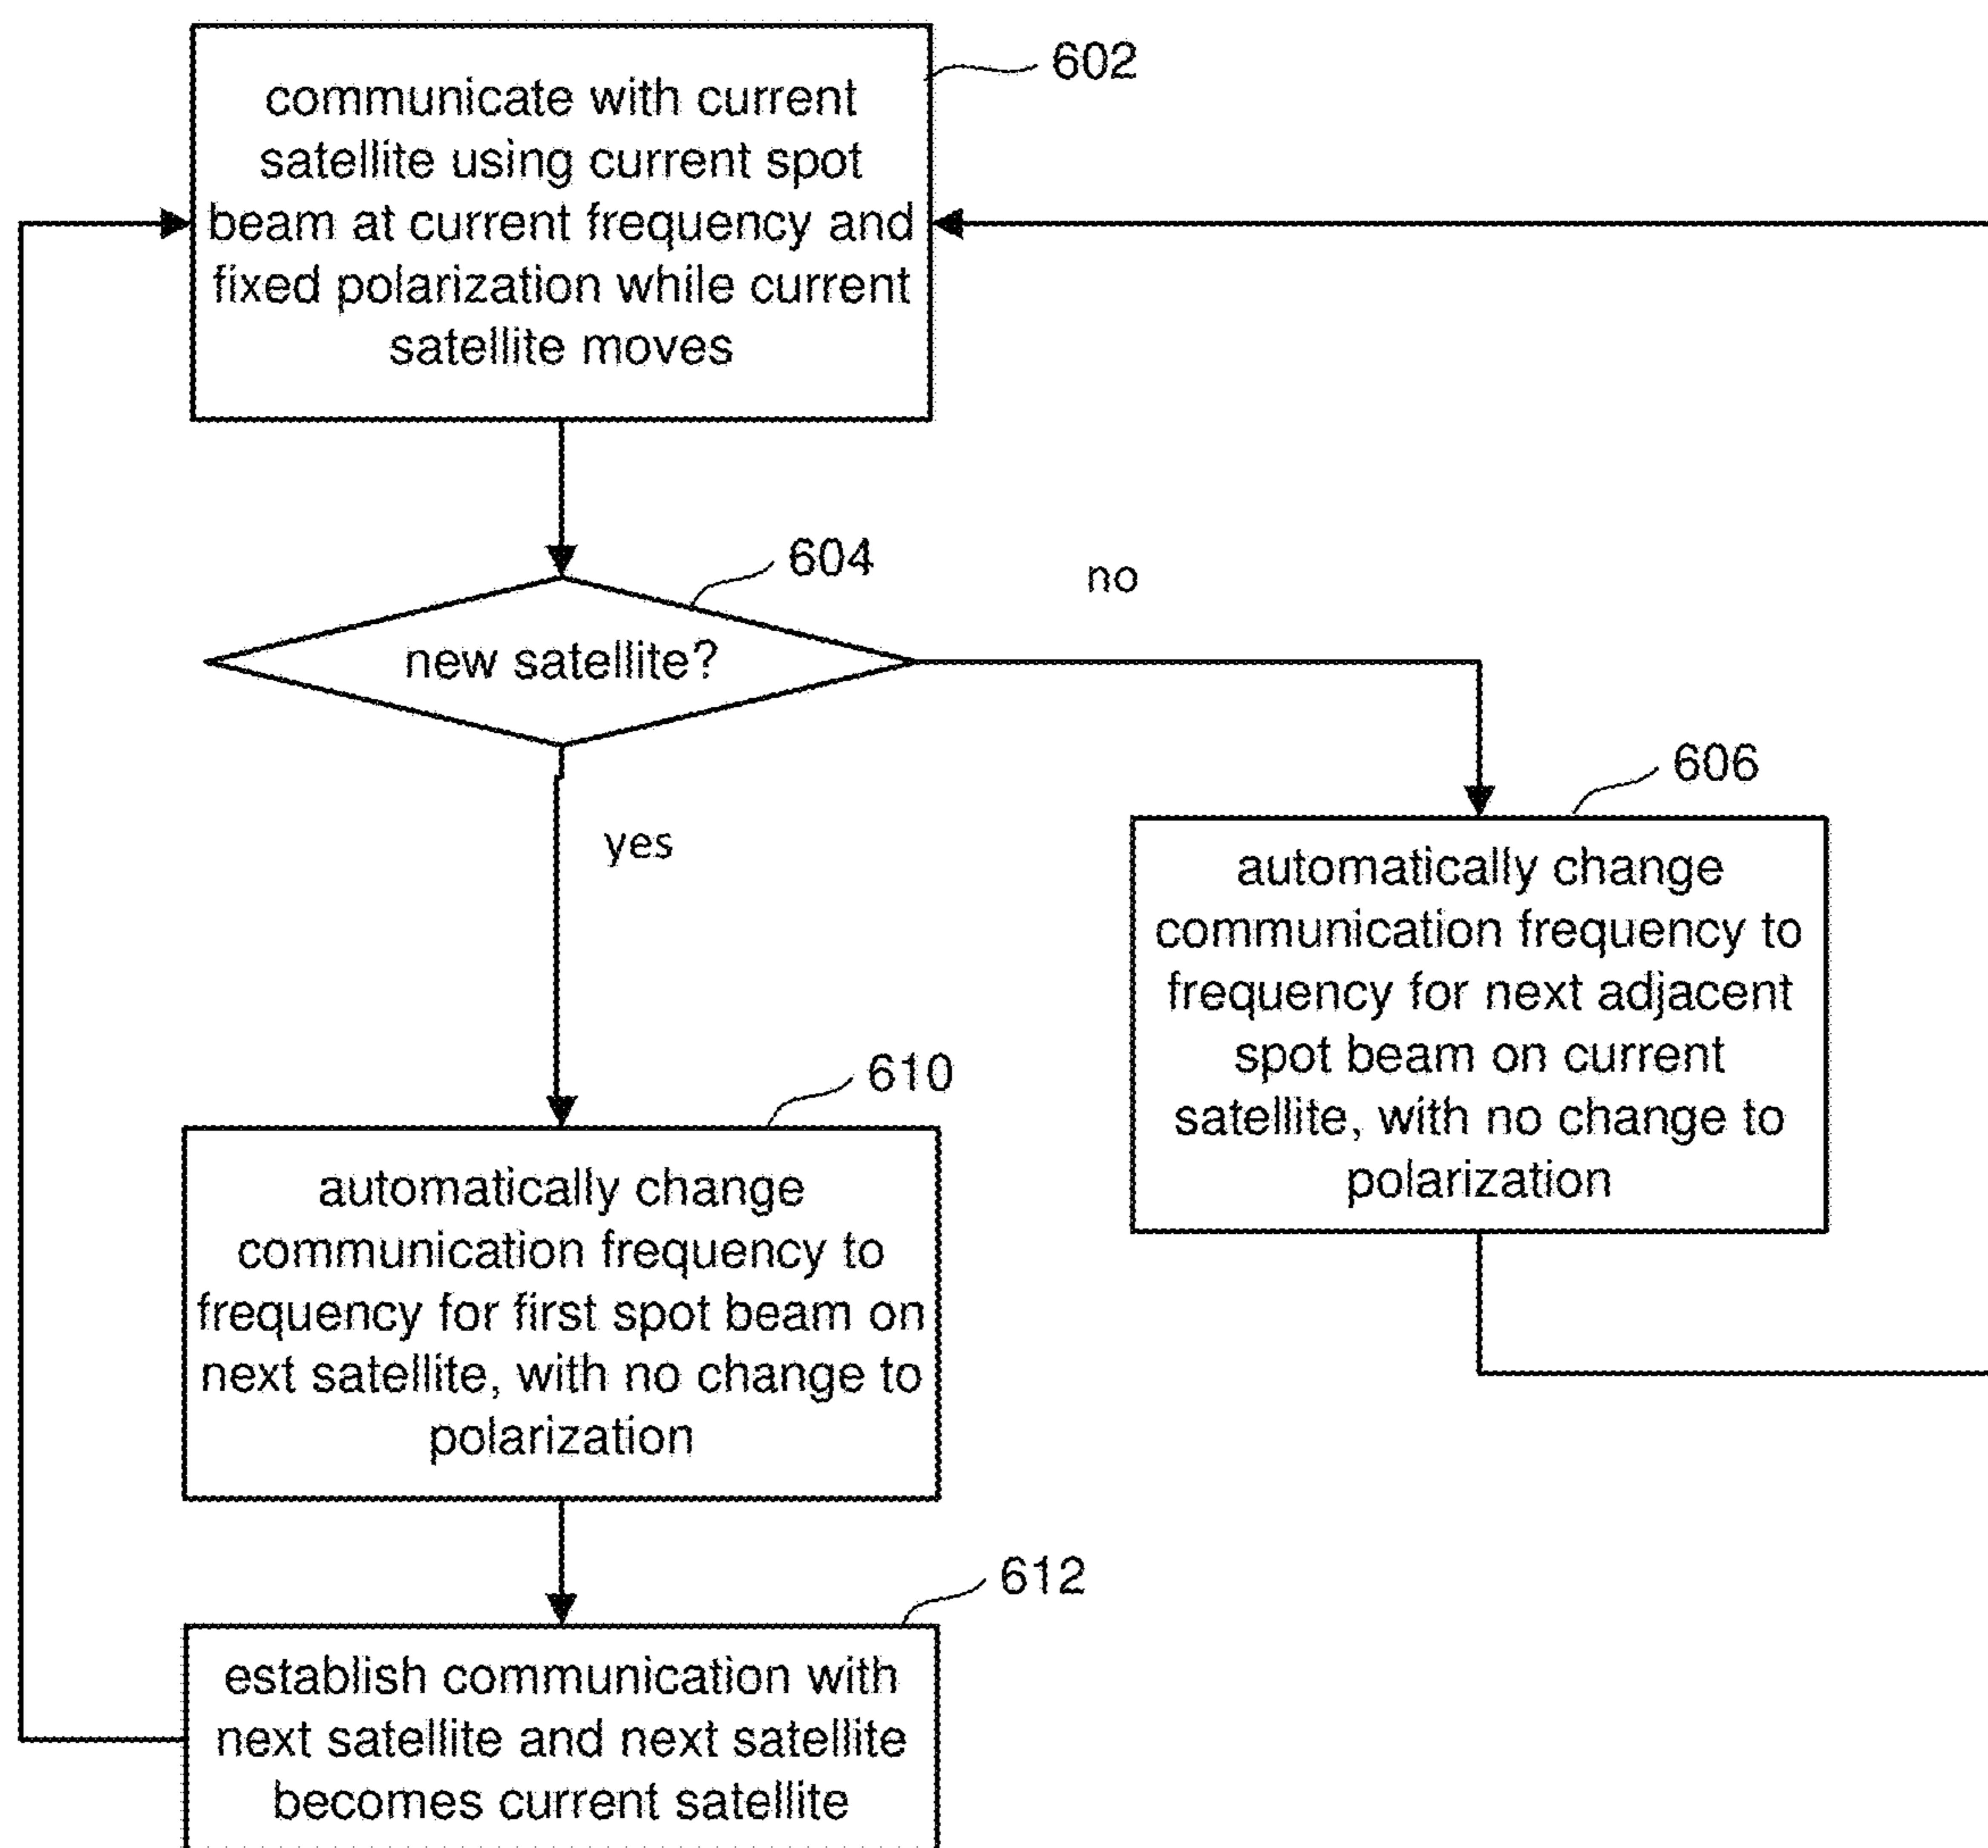 communicate with current
satellite using current spot
beam at current frequency and
fixed polarization while current
satellite moves
602
604
new satellite?
no
yes
606
automatically change
communication frequency to
frequency for next adjacent
spot beam on current
satellite, with no change to
polarization
610
automatically change
communication frequency to
frequency for first spot beam on
next satellite, with no change to
polarization
612
establish communication with
next satellite and next satellite
becomes current satellite